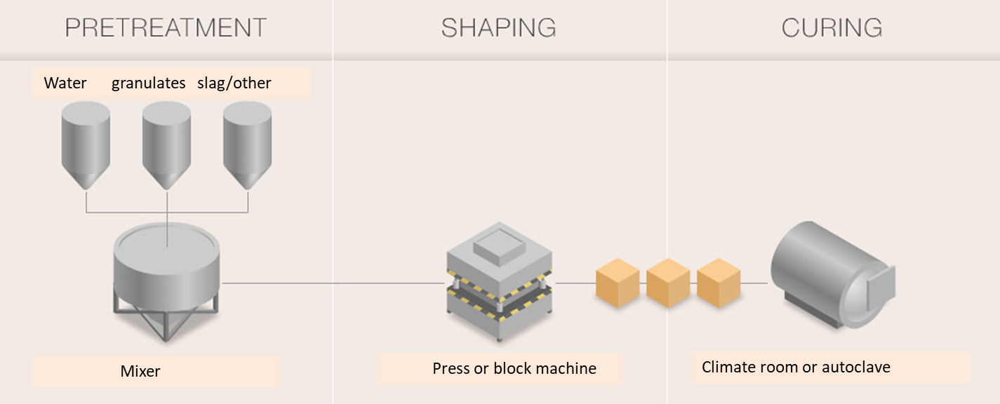 PRETREATMENT
SHAPING
CURING
Water granulates slag/other
Mixer
Press or block machine
Climate room or autoclave